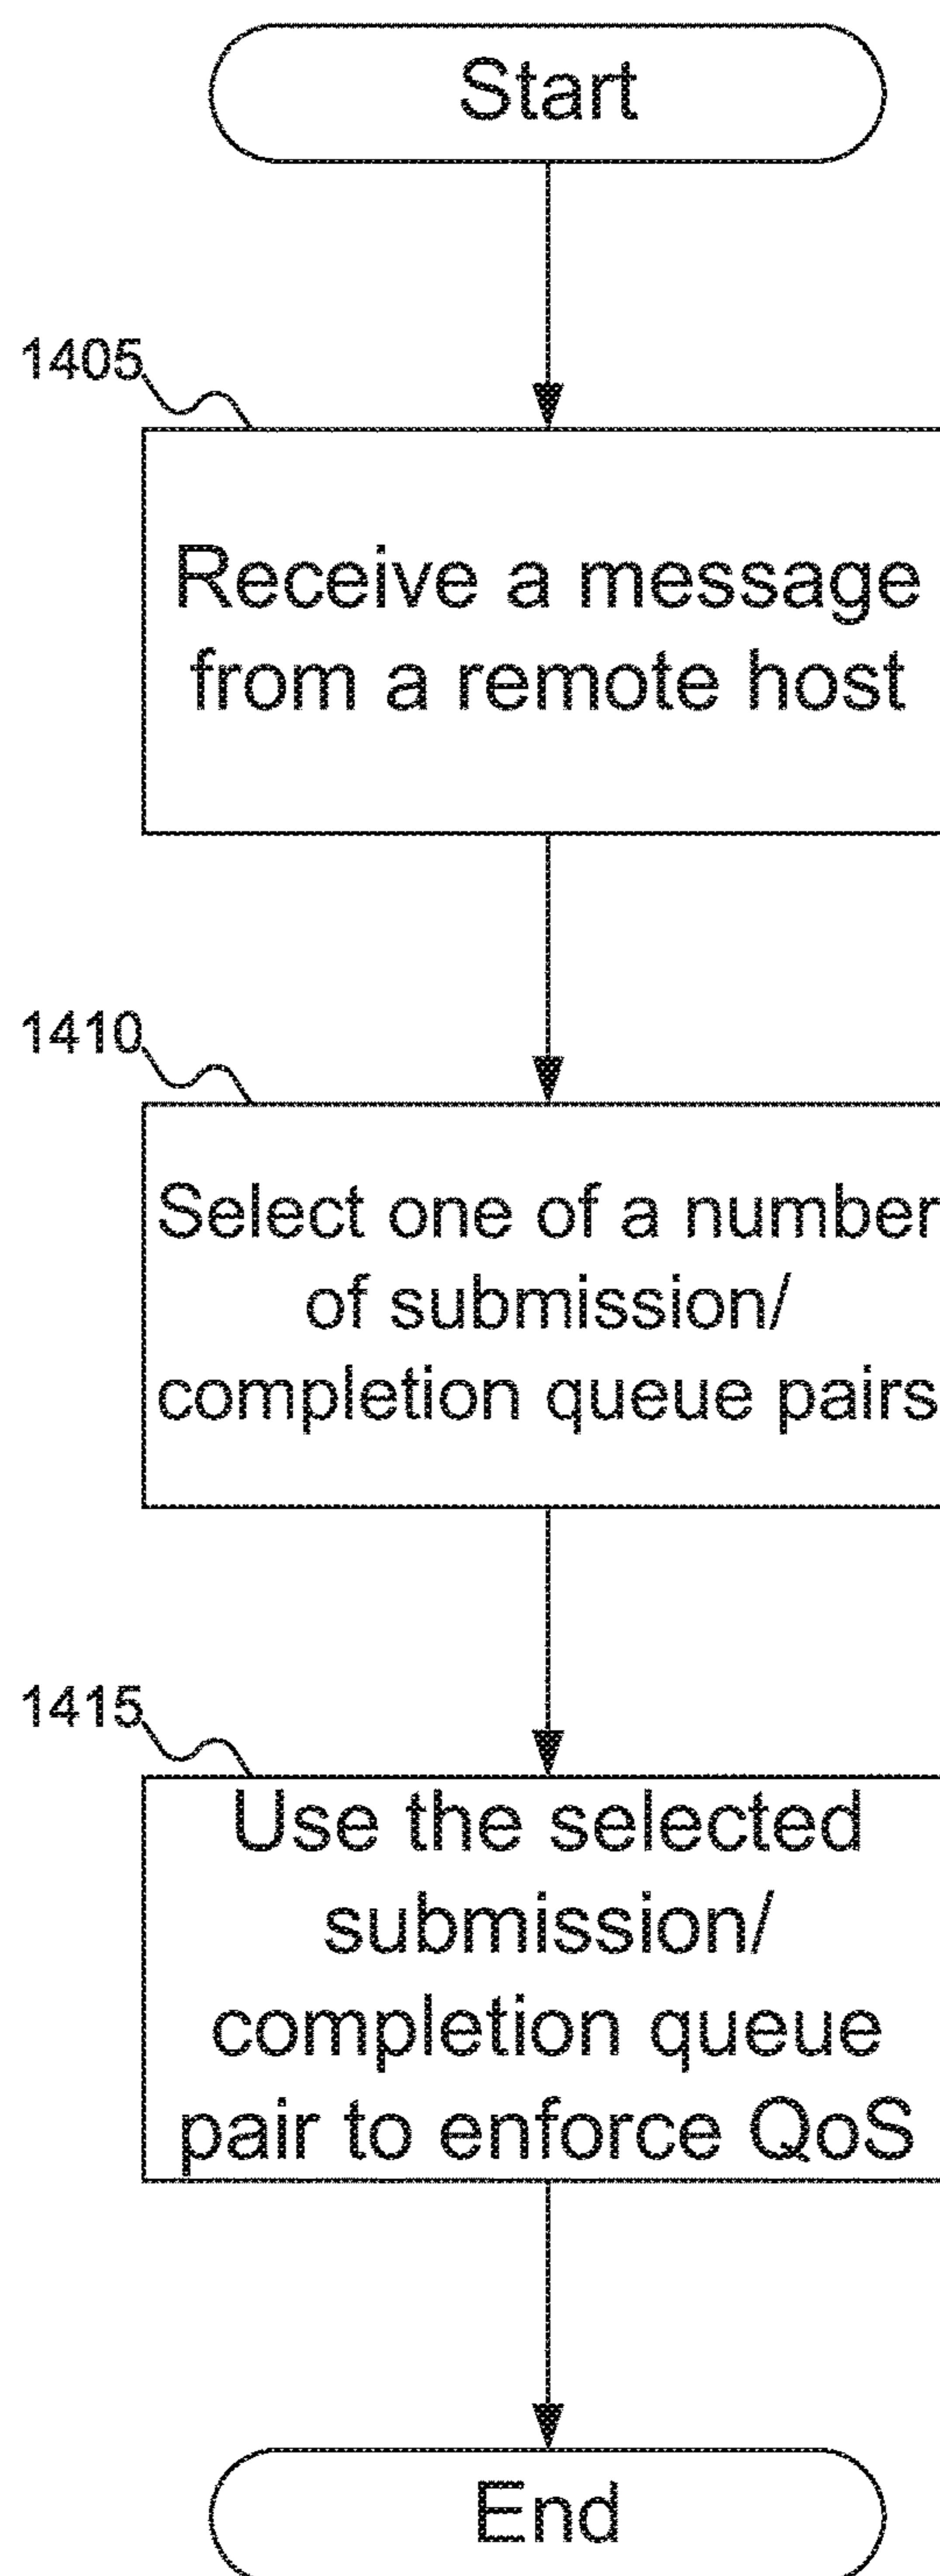 Start
1405
Receive a message
from a remote host
1410
Select one of a number
of submission/
completion queue pairs
1415
Use the selected
submission/
completion queue
pair to enforce QoS
End